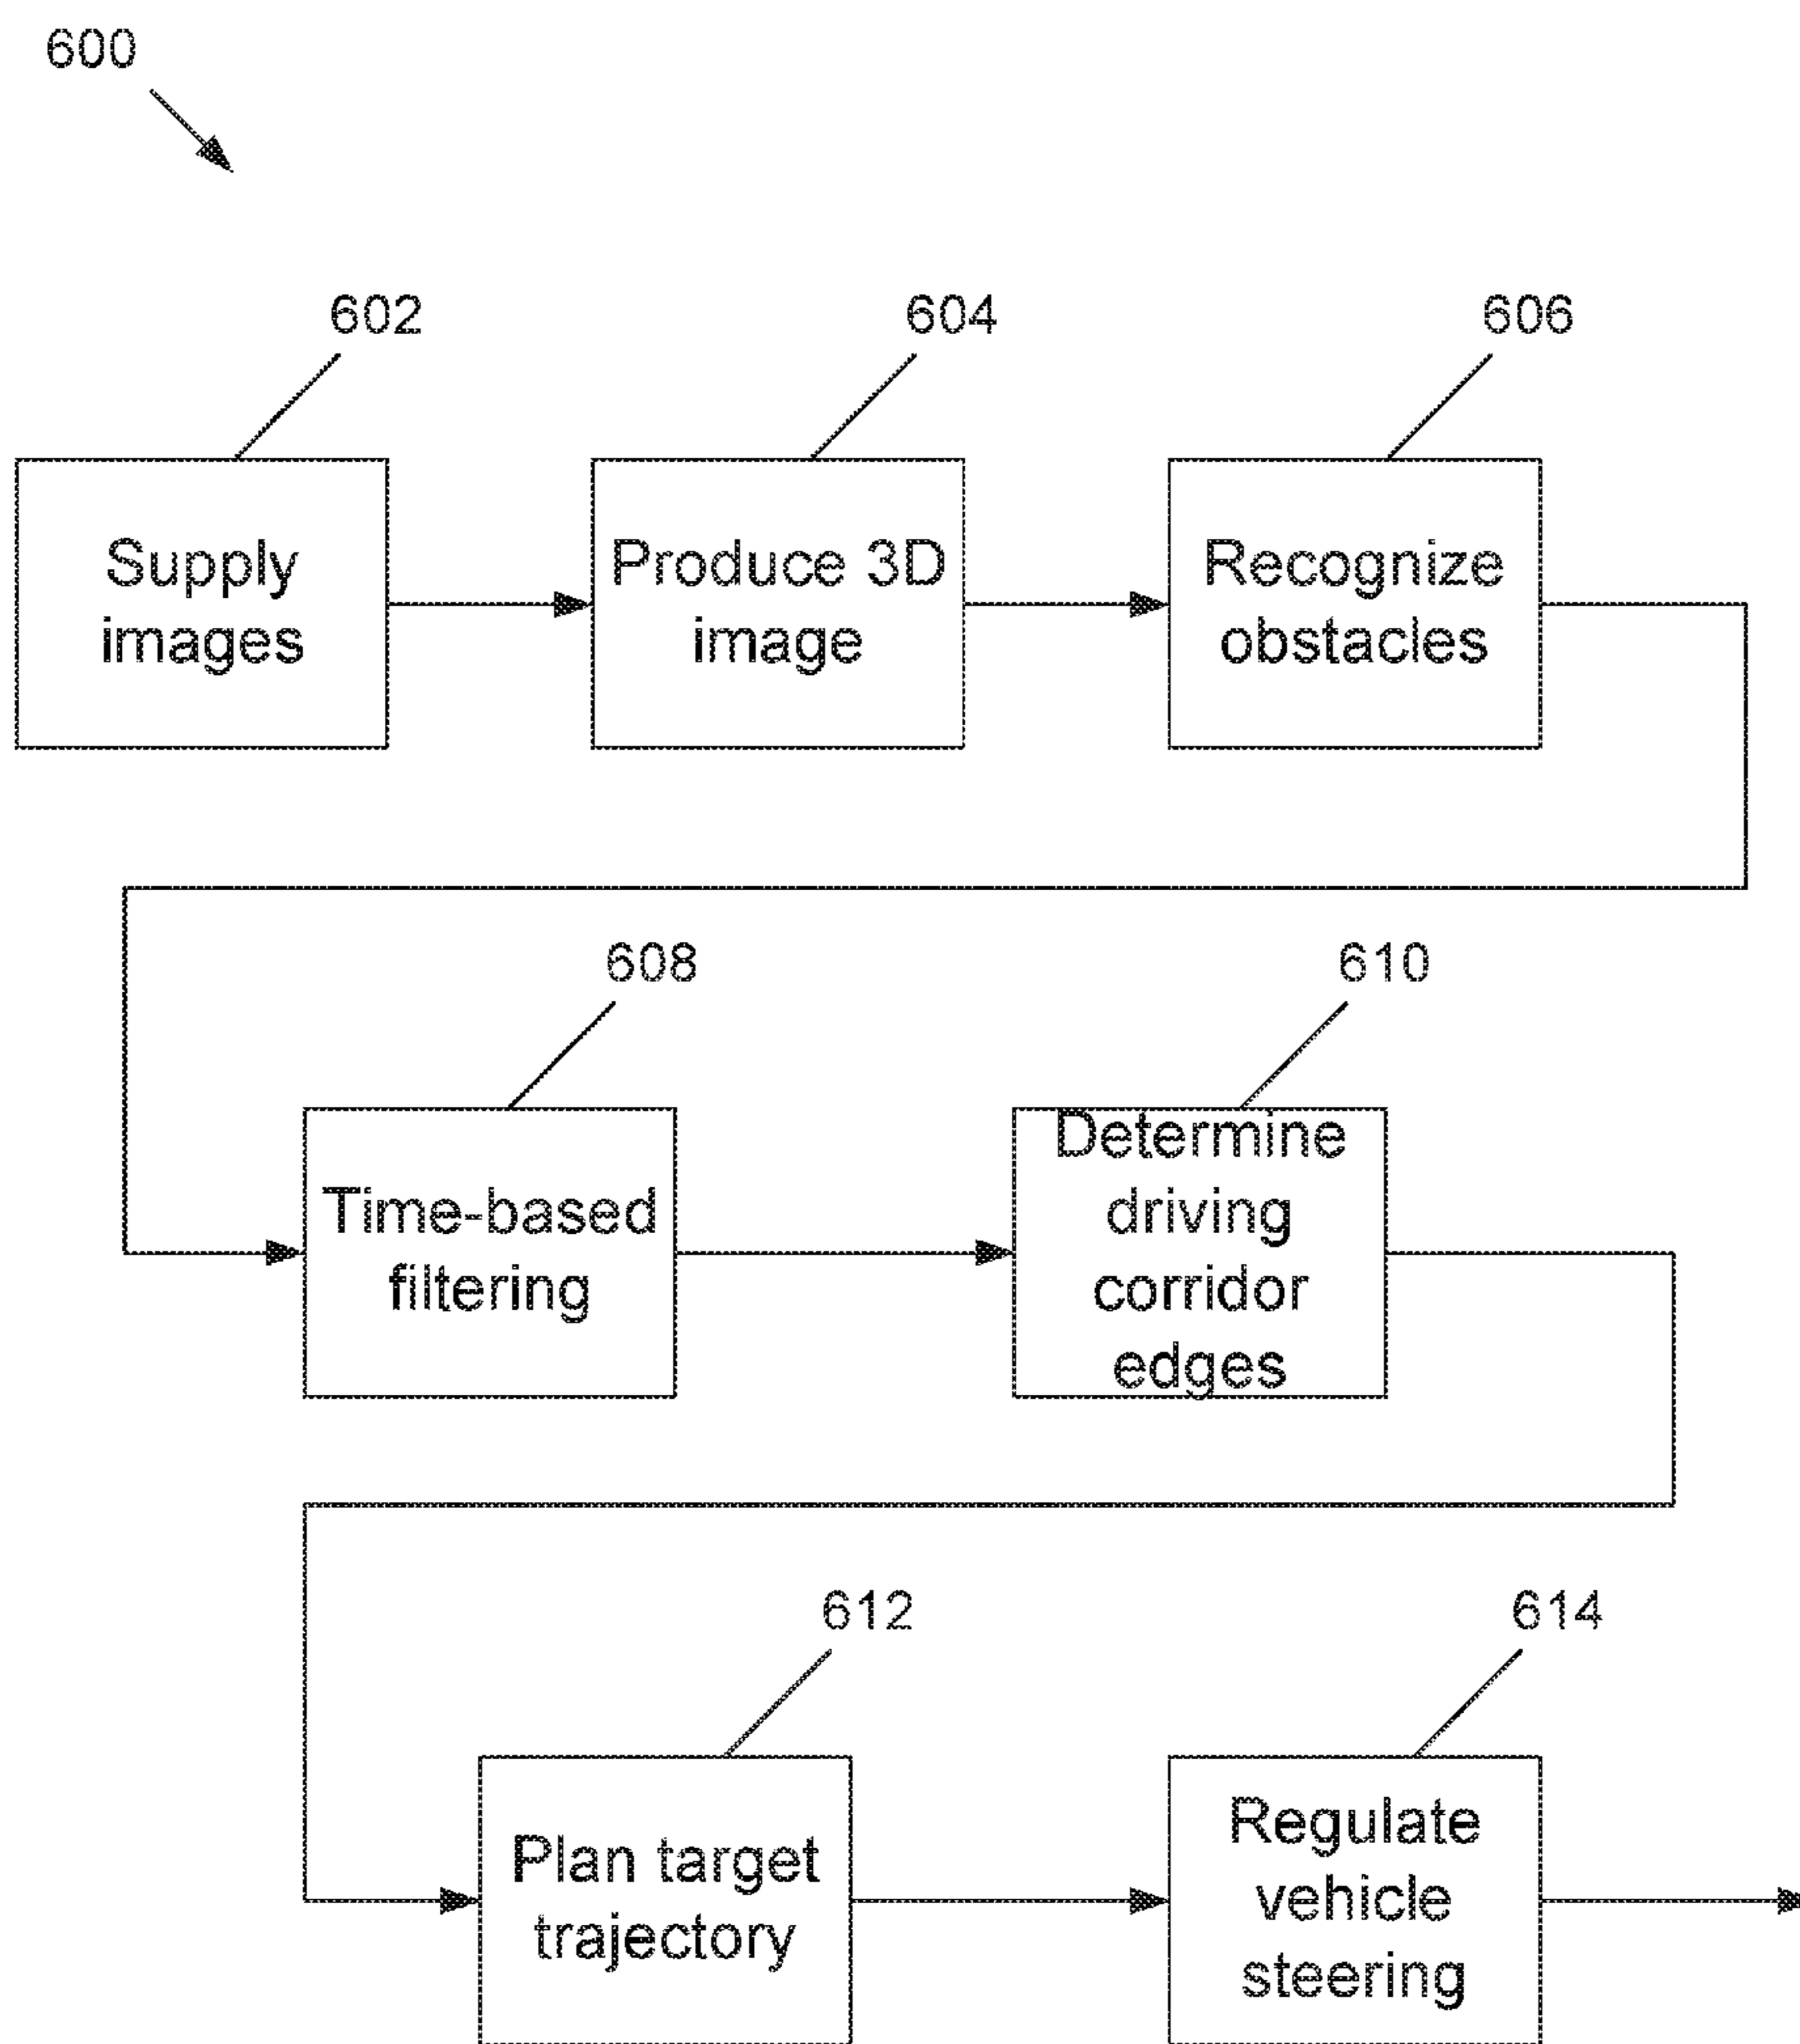 600
602
604
606
Supply
images
Produce 3D
image
Recognize
obstacles
608
610
Time-based
filtering
Determine
driving
corridor
edges
612
614
Plan target
trajectory
Regulate
vehicle
steering